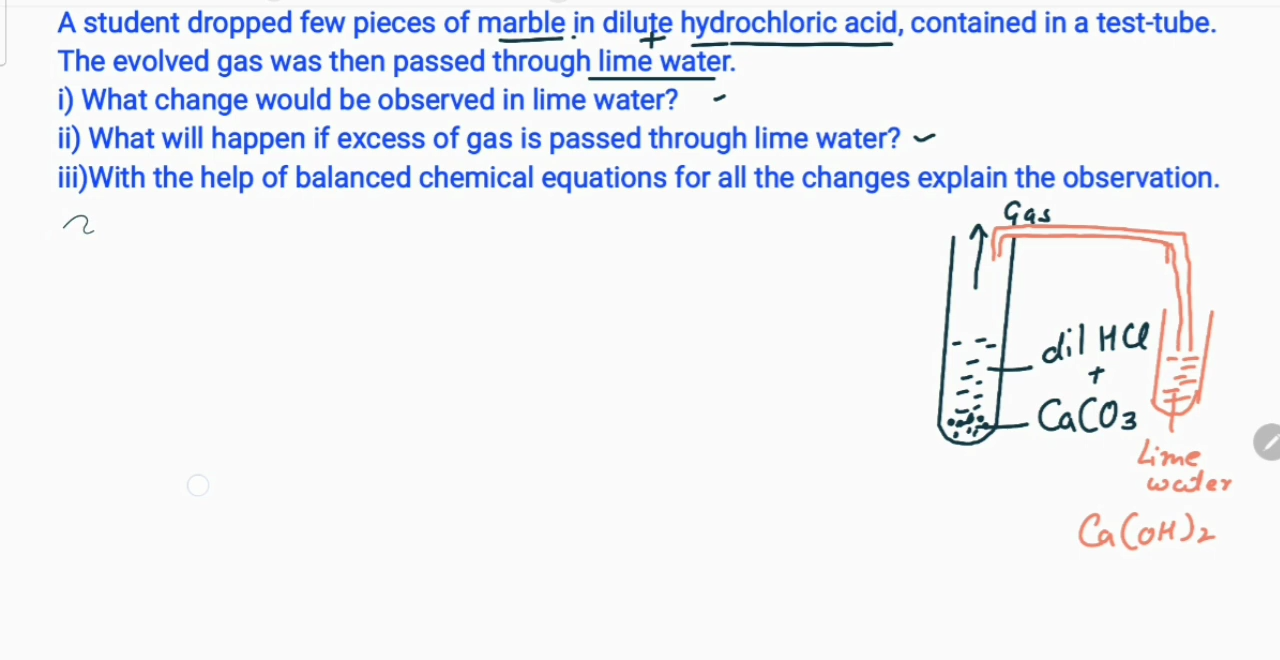 A student dropped few pieces of marble in dilute hydrochloric acid, contained in a test-tube.
The evolved gas was then passed through lime water.
i) What change would be observed in lime water?
ii) What will happen if excess of gas is passed through lime water?
iii)With the help of balanced chemical equations for all the changes explain the observation.
Gas
dil HCl
+
CaCO3
Lime
water
Ca(OH)2